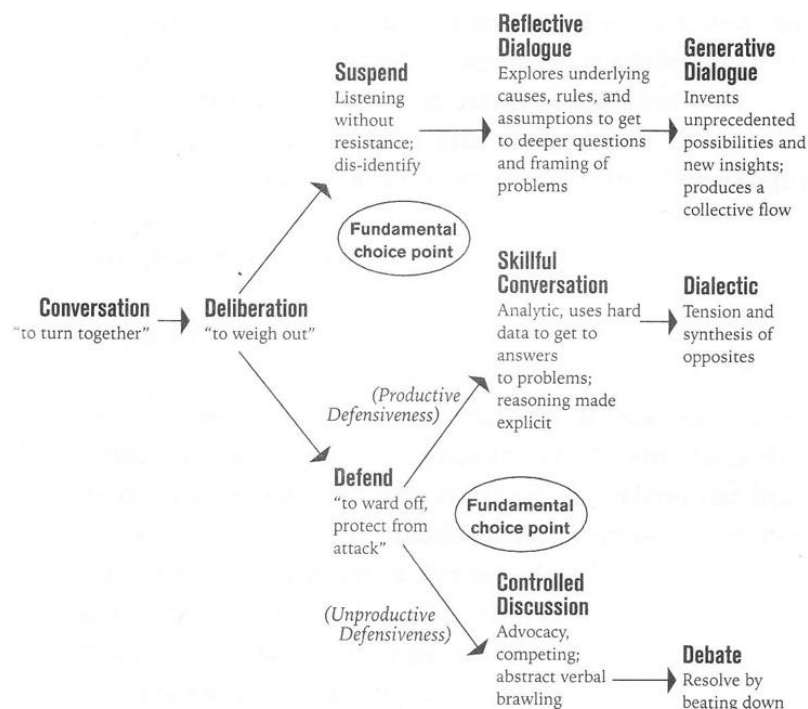 Conversation
“to turn together”
Deliberation
“to weigh out”
Fundamental
choice point
Suspend
Listening
without
resistance;
dis-identify
Reflective
Dialogue
Explores underlying
causes, rules, and
assumptions to get
to deeper questions
and framing of
problems
Generative
Dialogue
Invents
unprecedented
possibilities and
new insights;
produces a
collective flow
Defend
“to ward off,
protect from
attack”
Fundamental
choice point
(Productive
Defensiveness)
Skillful
Conversation
Analytic, uses hard
data to get to
answers
to problems;
reasoning made
explicit
Dialectic
Tension and
synthesis of
opposites
(Unproductive
Defensiveness)
Controlled
Discussion
Advocacy,
competing;
abstract verbal
brawling
Debate
Resolve by
beating down